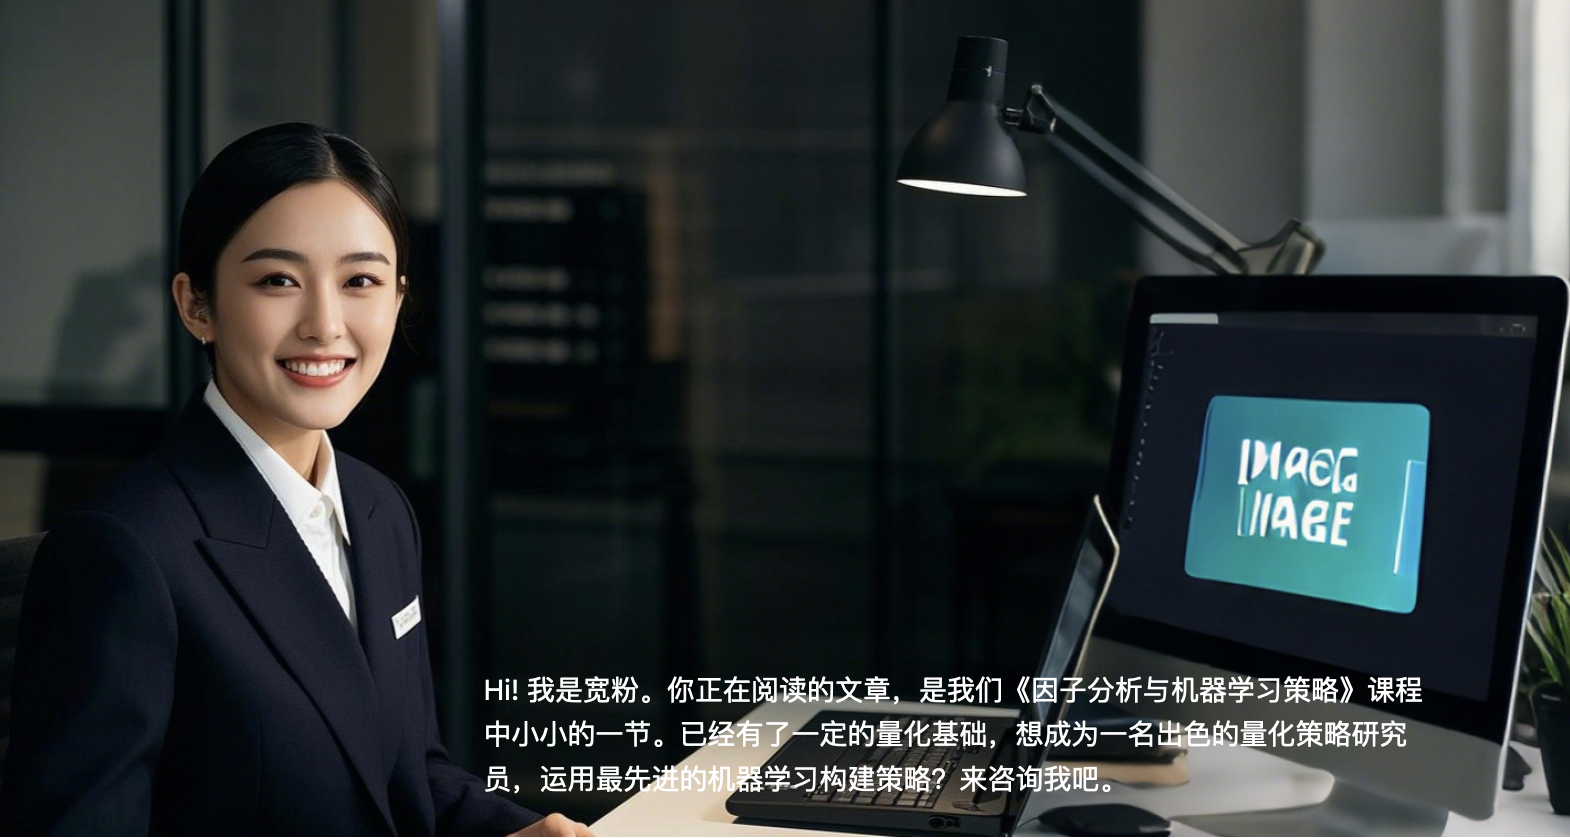 Hi! 我是宽粉。你正在阅读的文章，是我们《因子分析与机器学习策略》课程
中小小的一节。已经有了一定的量化基础，想成为一名出色的量化策略研究
员，运用最先进的机器学习构建策略？来咨询我吧。